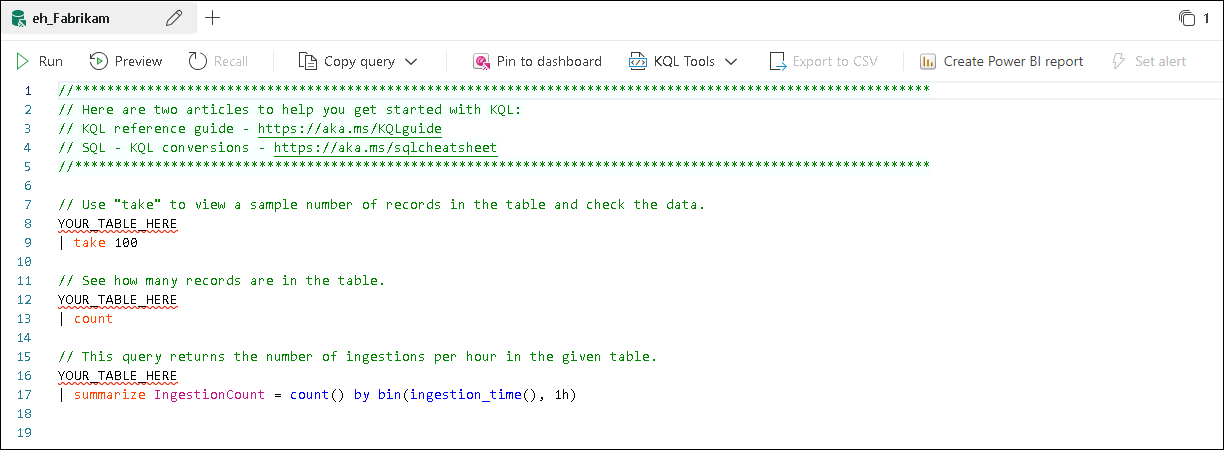 eh_Fabrikam
1
Run Preview Recall Copy query Pin to dashboard KQL Tools Export to CSV Create Power BI report Set alert
1 //***********************************************************************************************************
2 // Here are two articles to help you get started with KQL:
3 // KQL reference guide - https://aka.ms/KQLguide
4 // SQL - KQL conversions - https://aka.ms/sqlcheatsheet
5 //***********************************************************************************************************
6
7 // Use "take" to view a sample number of records in the table and check the data.
8 YOUR_TABLE_HERE
9 | take 100
10
11 // See how many records are in the table.
12 YOUR_TABLE_HERE
13 | count
14
15 // This query returns the number of ingestions per hour in the given table.
16 YOUR_TABLE_HERE
17 | summarize IngestionCount = count() by bin(ingestion_time(), 1h)
18
19